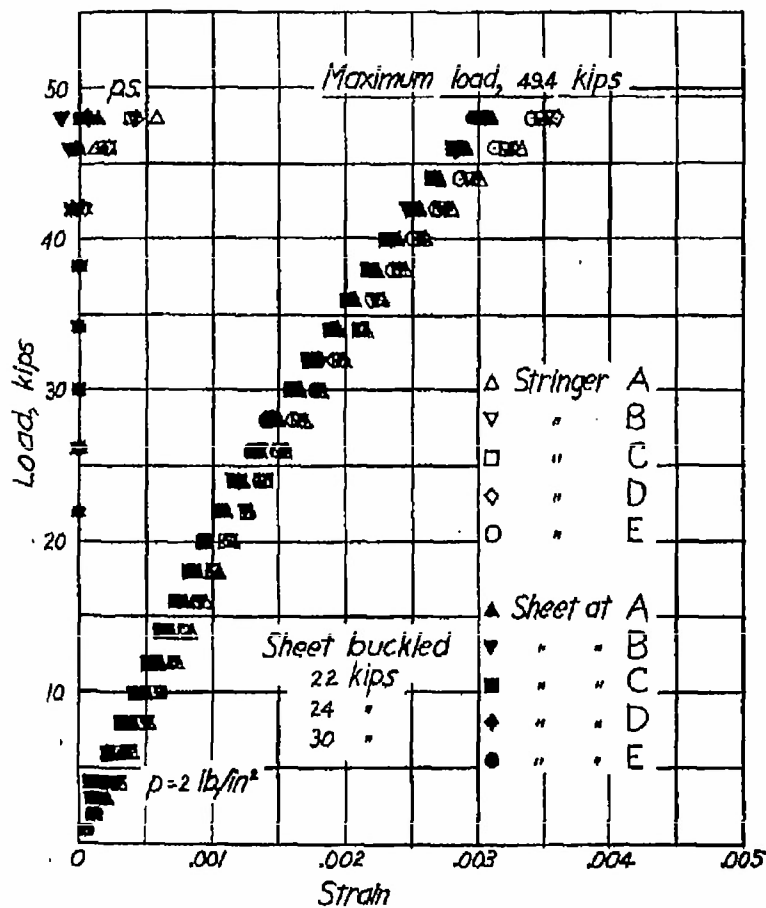 50
p.s.
Maximum load, 49.4 kips
40
30
20
10
0
Load, kips
△ Stringer A
▽ " B
□ " C
◇ " D
○ " E
▲ Sheet at A
▼ " " B
■ " " C
◆ " " D
● " " E
Sheet buckled
22 kips
24 "
30 "
p=2 lb/in²
.001
.002
.003
.004
.005
Strain